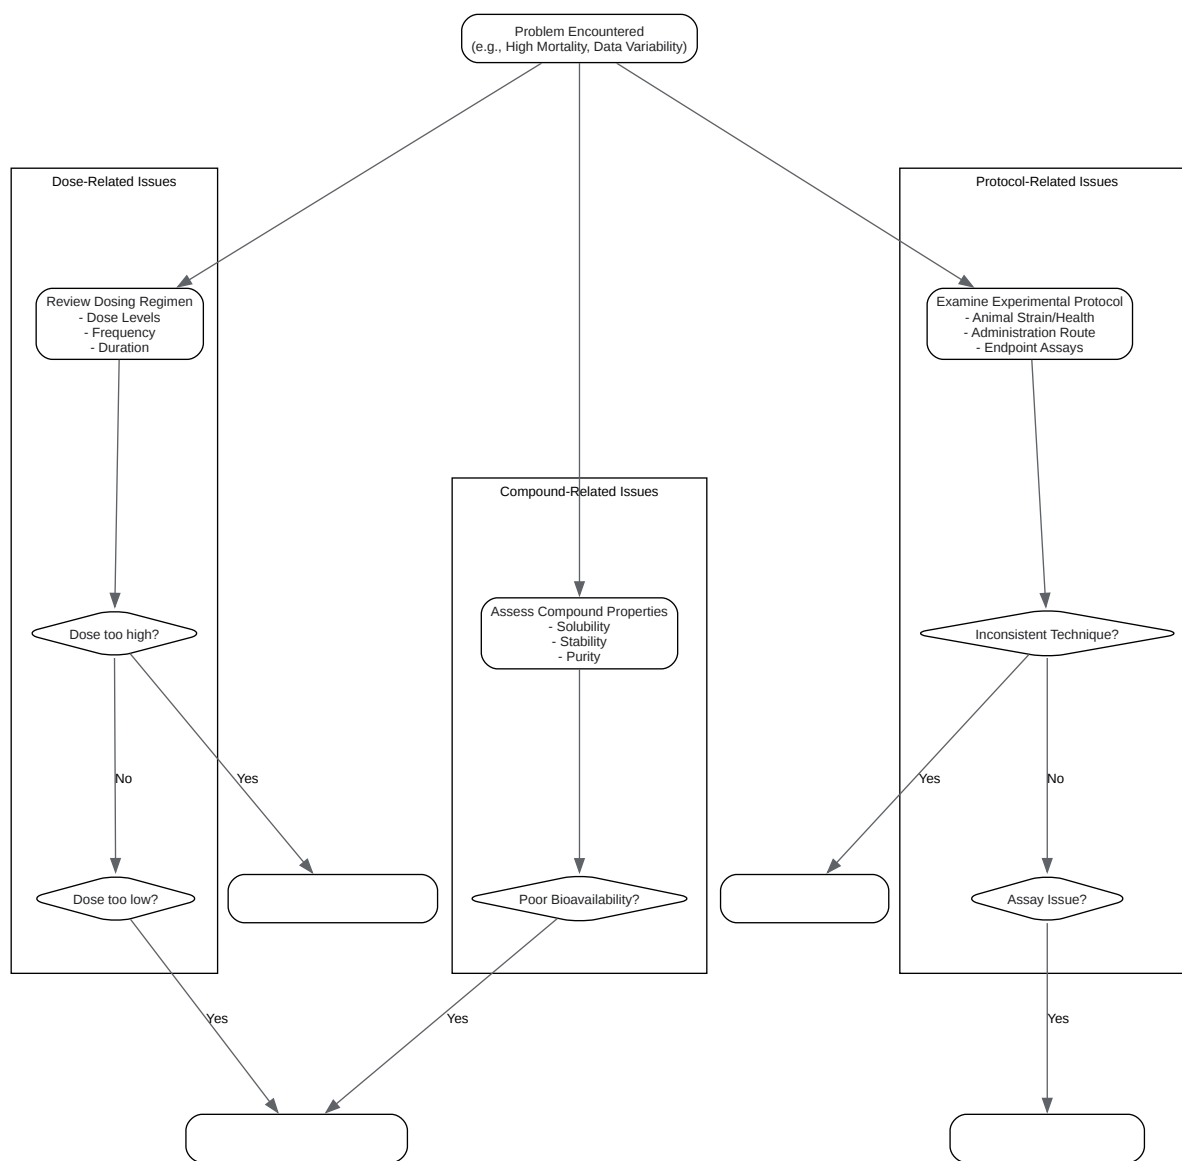 Problem Encountered
(e.g., High Mortality, Data Variability)
Dose-Related Issues
Protocol-Related Issues
Review Dosing Regimen
- Dose Levels
- Frequency
- Duration
Examine Experimental Protocol
- Animal Strain/Health
- Administration Route
- Endpoint Assays
Compound-Related Issues
Assess Compound Properties
- Solubility
- Stability
- Purity
Dose too high?
Inconsistent Technique?
No
Yes
Yes
No
Dose too low?
Poor Bioavailability?
Assay Issue?
Yes
Yes
Yes